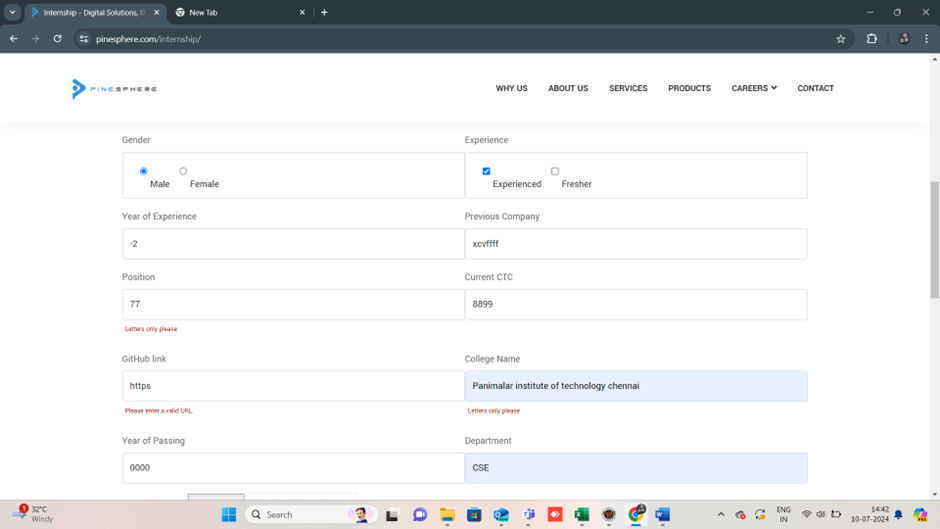 Internship - Digital Solutions, IT
New Tab
pinesphere.com/internship/
PINESPHERE
WHY US
ABOUT US
SERVICES
PRODUCTS
CAREERS
CONTACT
Gender
Experience
Male
Female
Experienced
Fresher
Year of Experience
Previous Company
-2
xcvffff
Position
Current CTC
77
8899
Letters only please
GitHub link
College Name
https
Panimalar institute of technology chennai
Please enter a valid URL.
Letters only please
Year of Passing
Department
0000
CSE
1
32°C
Windy
Search
ENG
IN
14:42
10-07-2024